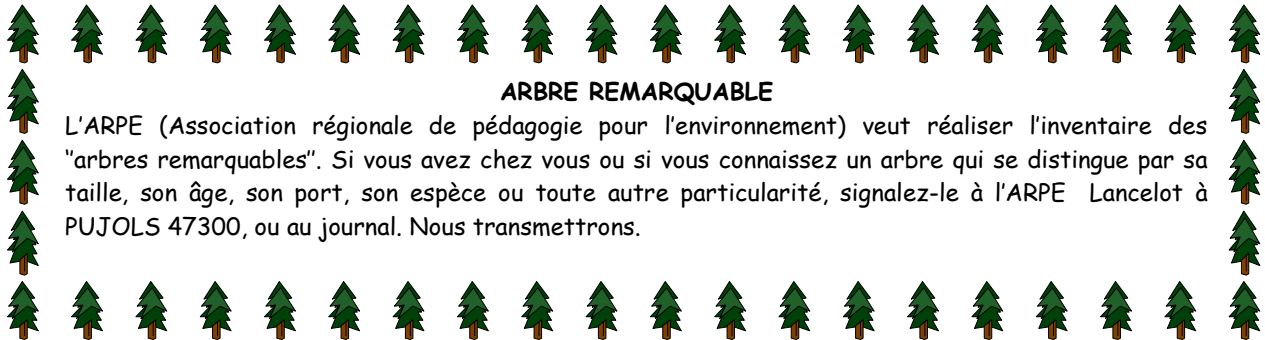 ARBRE REMARQUABLE
L'ARPE (Association régionale de pédagogie pour l'environnement) veut réaliser l'inventaire des
"arbres remarquables". Si vous avez chez vous ou si vous connaissez un arbre qui se distingue par sa
taille, son âge, son port, son espèce ou toute autre particularité, signalez-le à l'ARPE Lancelot à
PUJOLS 47300, ou au journal. Nous transmettrons.